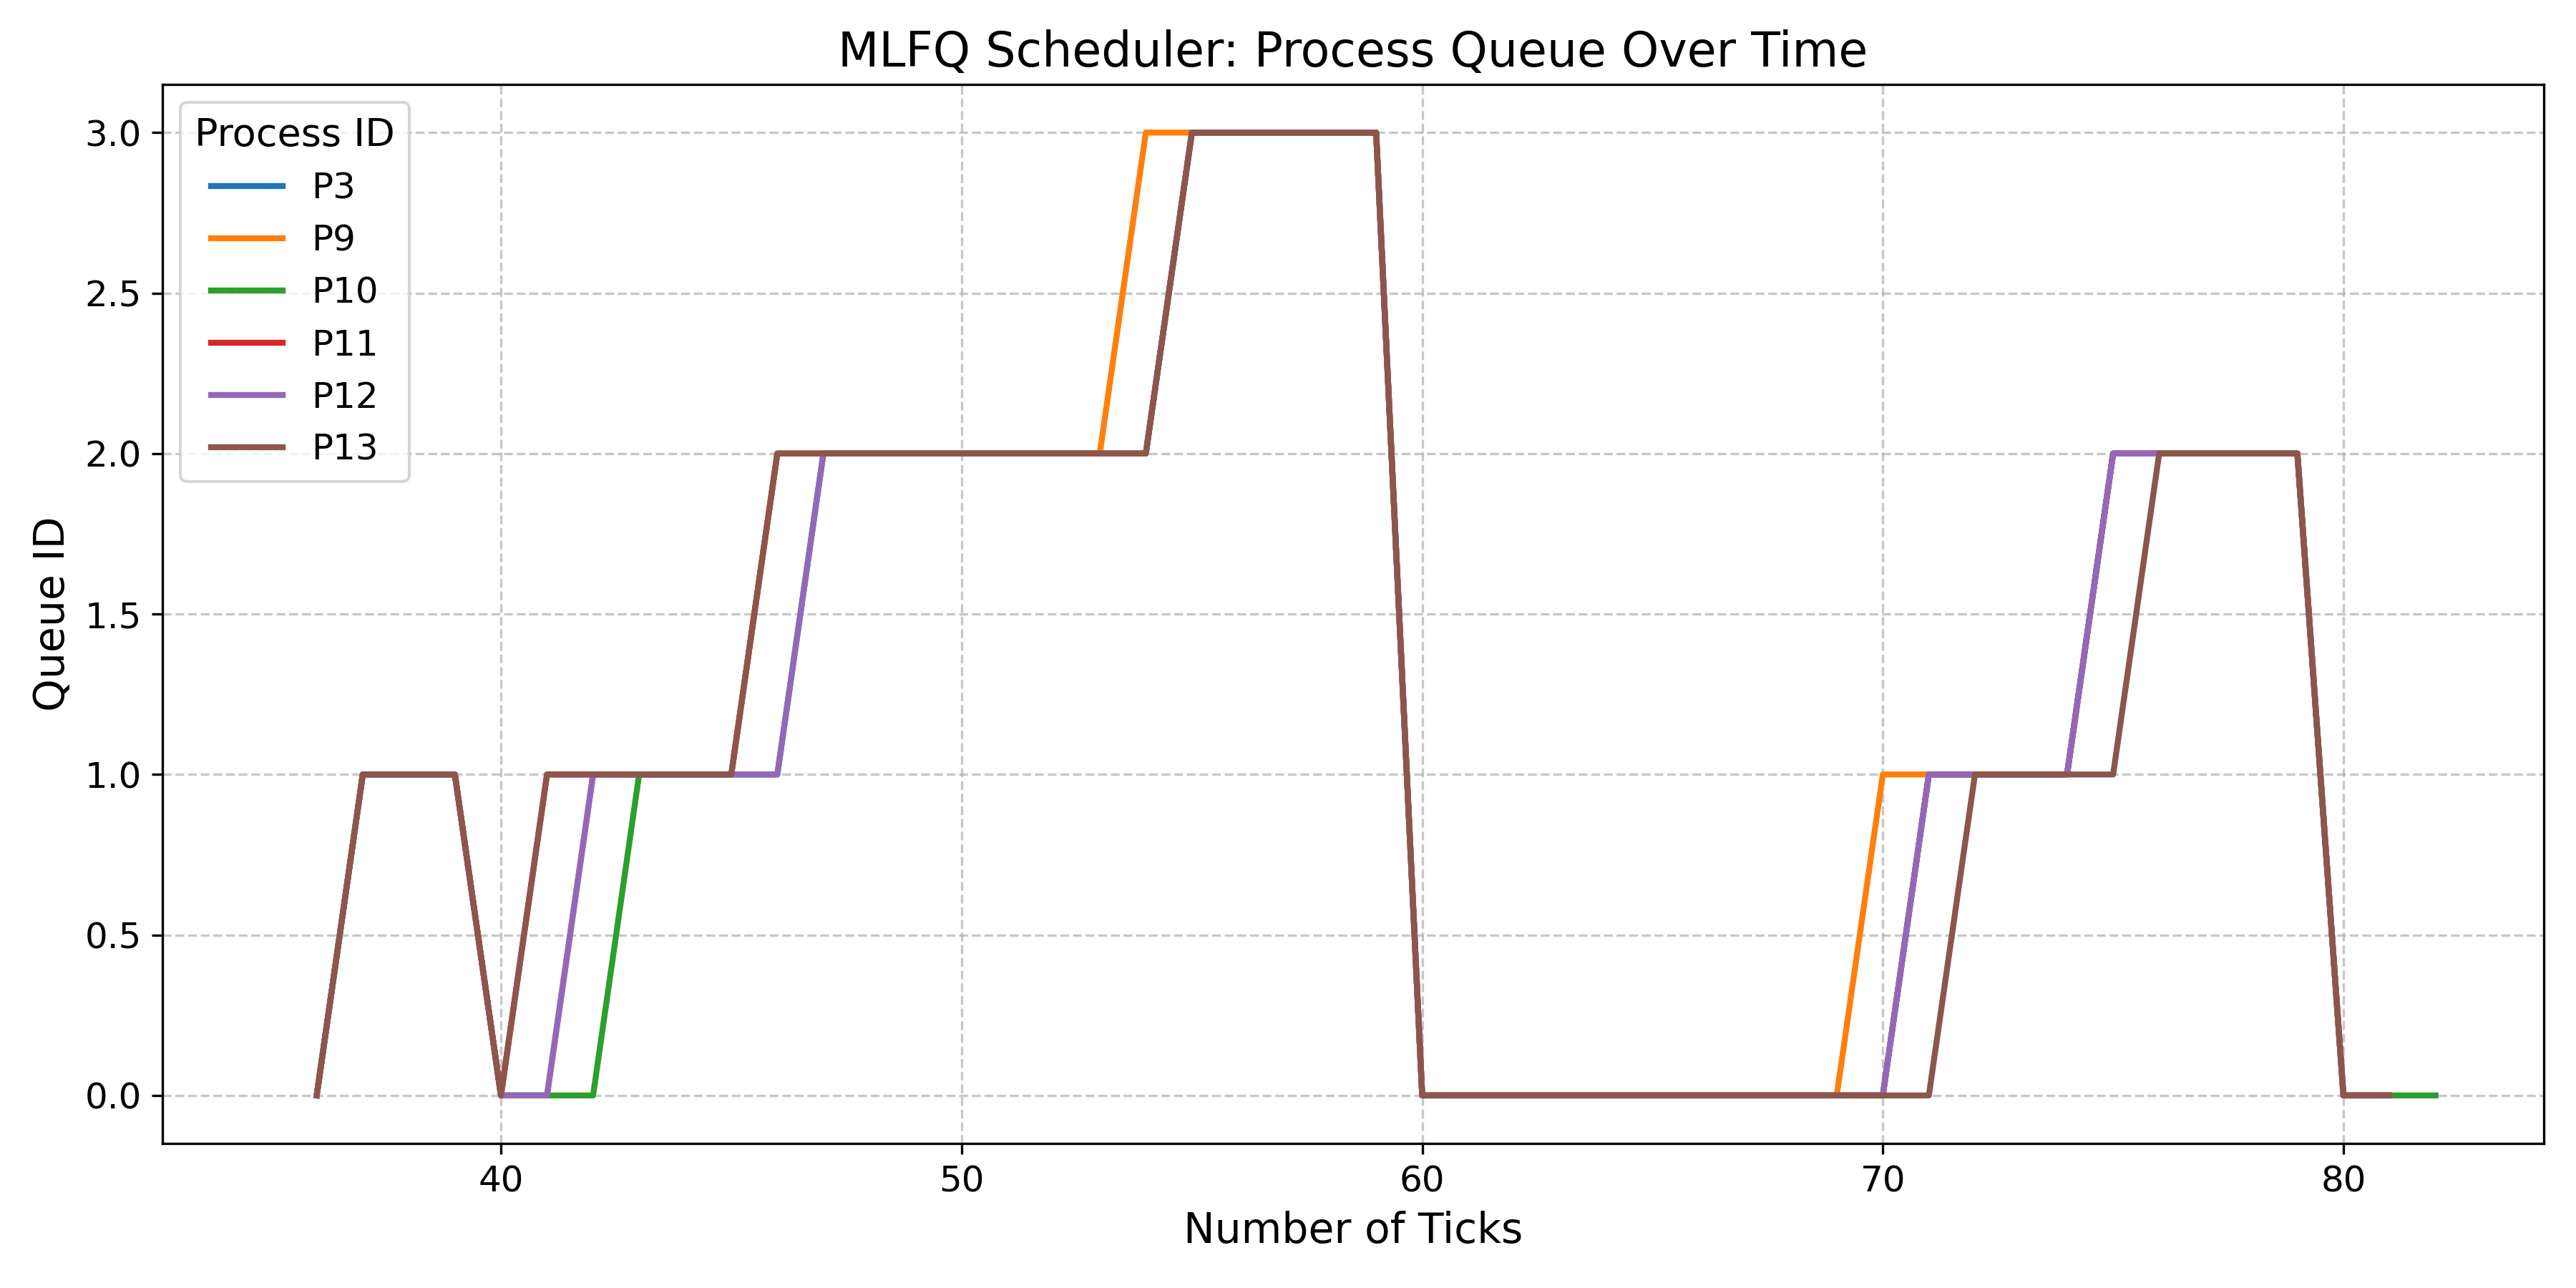 MLFQ Scheduler: Process Queue Over Time
Process ID
P3
P9
P10
P11
P12
P13
Queue ID
3.0
2.5
2.0
1.5
1.0
0.5
0.0
40 50 60 70 80
Number of Ticks